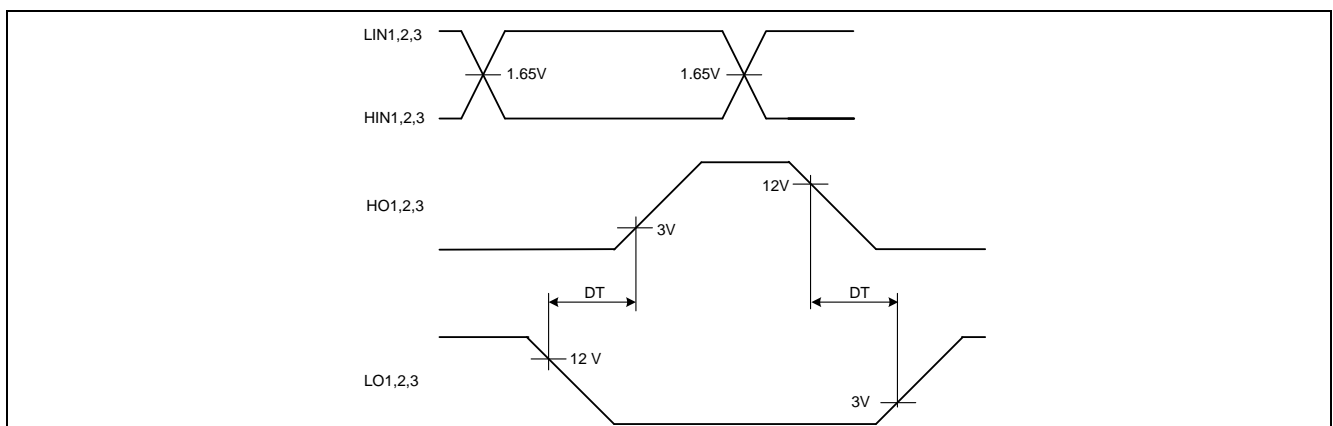 LIN1,2,3
1.65V
1.65V
HIN1,2,3
12V
HO1,2,3
3V
DT
DT
12 V
LO1,2,3
3V